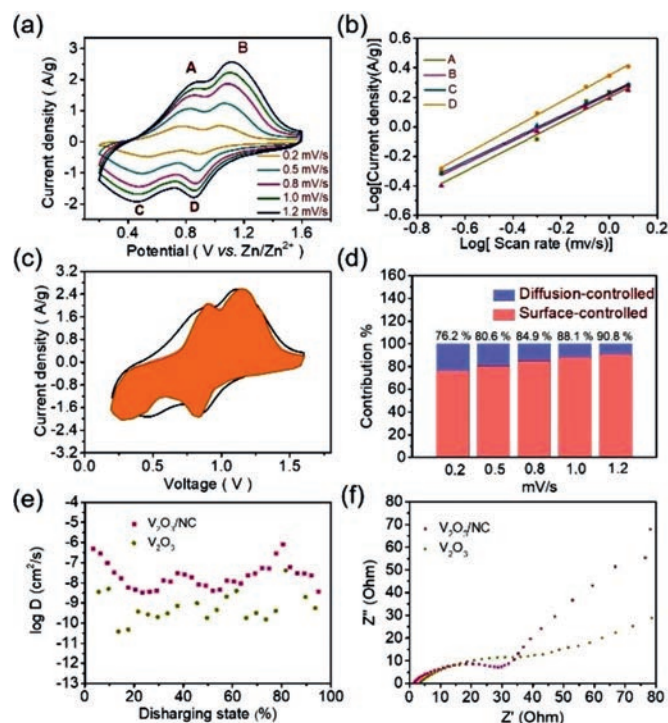 (a)
Current density ( A/g)
4
3
2
1
0
-1
-2
A
B
C
D
0.2 mV/s
0.5 mV/s
0.8 mV/s
1.0 mV/s
1.2 mV/s
0.0 0.4 0.8 1.2 1.6
Potential ( V vs. Zn/Zn2+)
(b)
Log[Current density(A/g)]
0.6
0.4
0.2
0.0
-0.2
-0.4
-0.6
A
B
C
D
-0.8 -0.6 -0.4 -0.2 0.0 0.2
Log[ Scan rate (mv/s)]
(c)
Current density ( A/g)
3.2
2.4
1.6
0.8
0.0
-0.8
-1.6
-2.4
-3.2
0.0 0.5 1.0 1.5
Voltage ( V )
(d)
Contribution %
160
140
120
100
80
60
40
20
0
Diffusion-controlled
Surface-controlled
76.2 % 80.6 % 84.9 % 88.1 % 90.8 %
0.2 0.5 0.8 1.0 1.2
mV/s
(e)
log D (cm2/s)
-4
-5
-6
-7
-8
-9
-10
-11
-12
-13
V2O3/NC
V2O3
0 20 40 60 80 100
Disharging state (%)
(f)
Z'' (Ohm)
80
70
60
50
40
30
20
10
0
V2O3/NC
V2O3
0 10 20 30 40 50 60 70 80
Z' (Ohm)